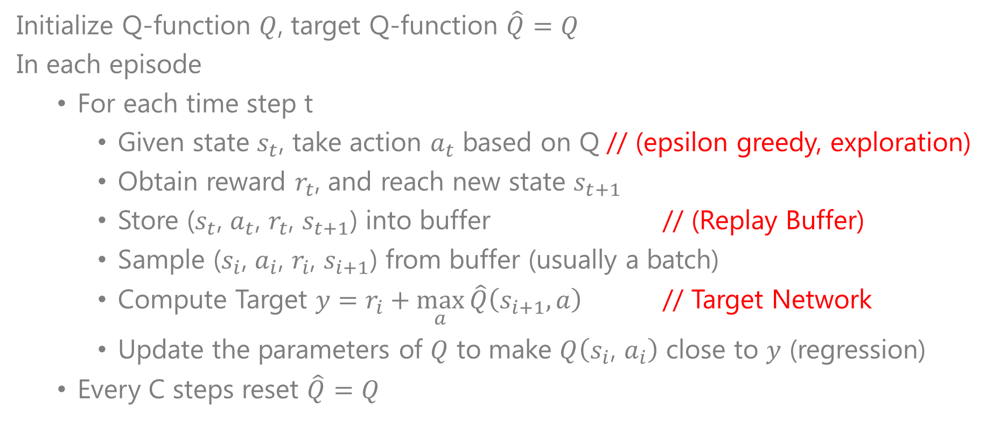 Initialize Q-function Q, target Q-function Q̂ = Q
In each episode
• For each time step t
• Given state s_t, take action a_t based on Q // (epsilon greedy, exploration)
• Obtain reward r_t, and reach new state s_{t+1}
• Store (s_t, a_t, r_t, s_{t+1}) into buffer // (Replay Buffer)
• Sample (s_i, a_i, r_i, s_{i+1}) from buffer (usually a batch)
• Compute Target y = r_i + max_a Q̂(s_{i+1}, a) // Target Network
• Update the parameters of Q to make Q(s_i, a_i) close to y (regression)
• Every C steps reset Q̂ = Q